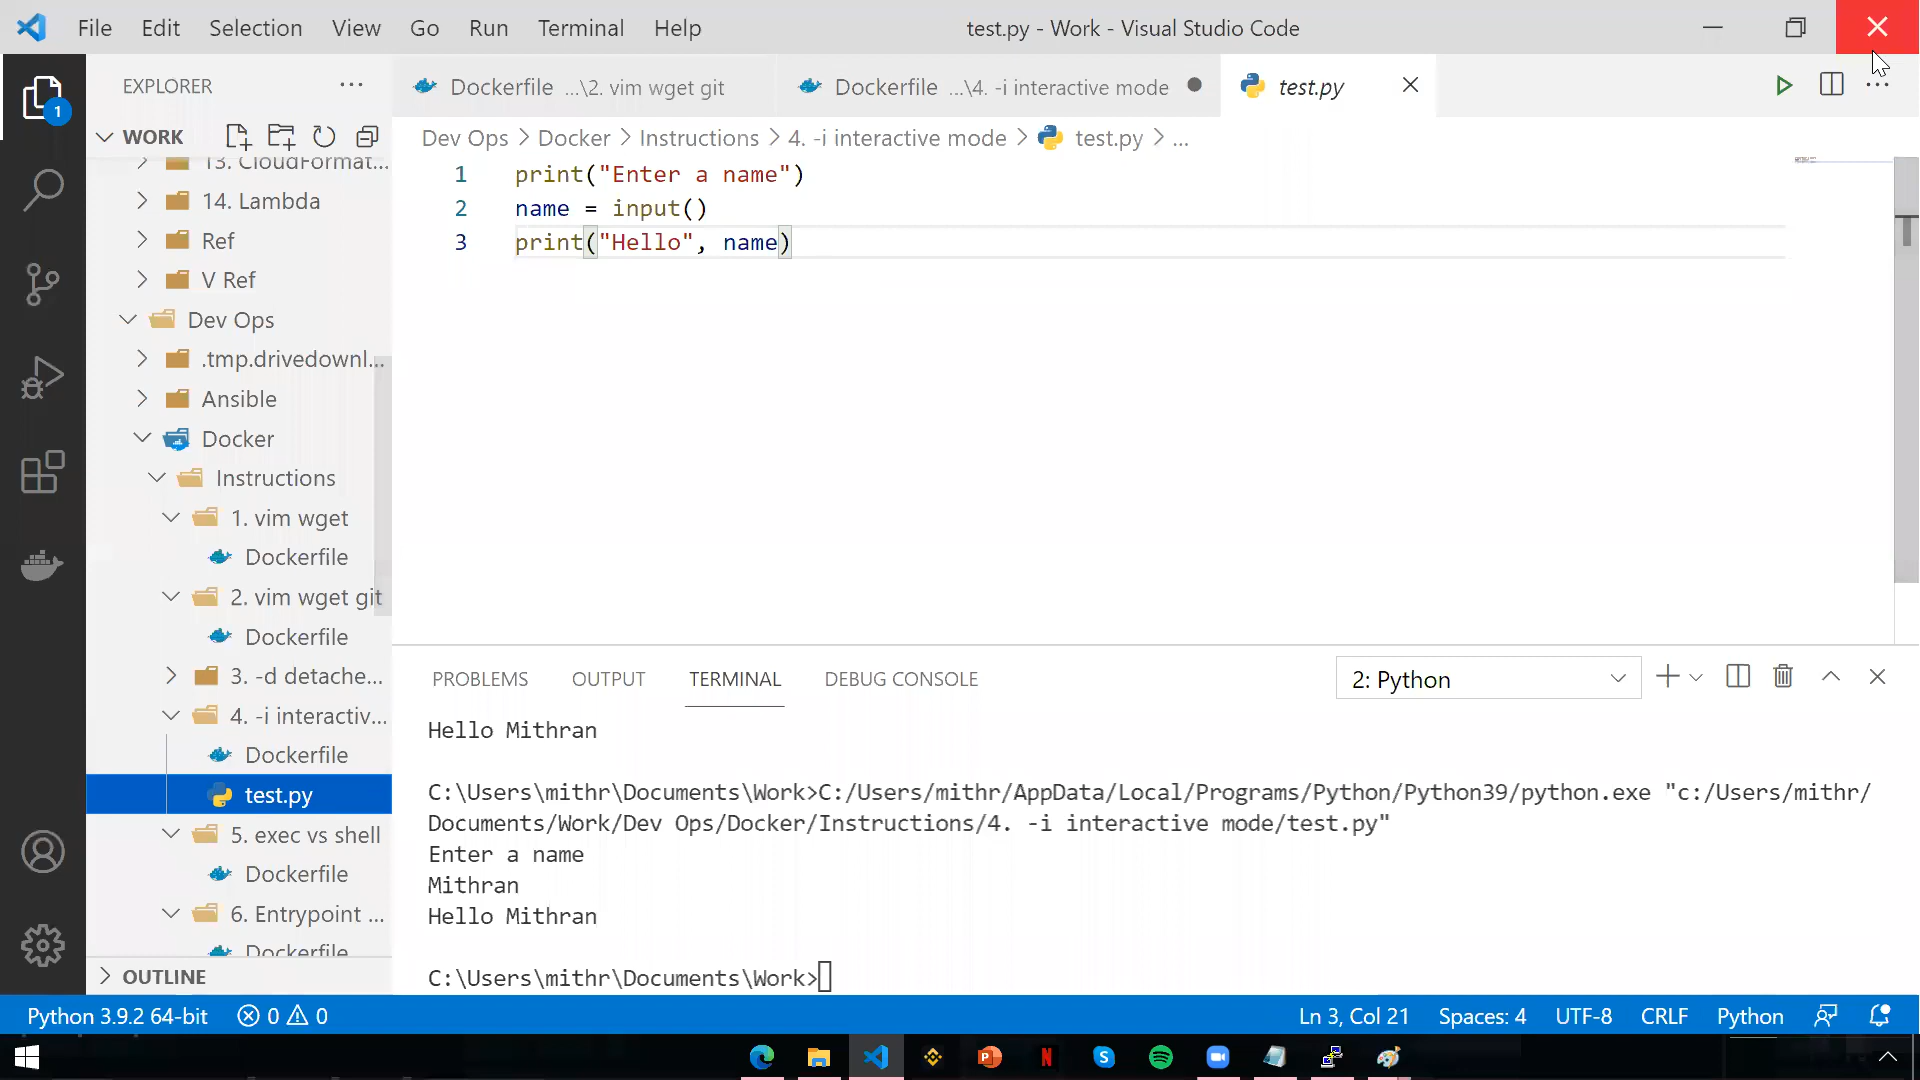 File Edit Selection View Go Run Terminal Help
test.py - Work - Visual Studio Code
EXPLORER
1
WORK
13. CloudFormat...
14. Lambda
Ref
V Ref
Dev Ops
.tmp.drivedownl...
Ansible
Docker
Instructions
1. vim wget
Dockerfile
2. vim wget git
Dockerfile
3. -d detache...
4. -i interactiv...
Dockerfile
test.py
5. exec vs shell
Dockerfile
6. Entrypoint ...
Dockerfile
OUTLINE
Dockerfile ...\2. vim wget git
Dockerfile ...\4. -i interactive mode
test.py
Dev Ops > Docker > Instructions > 4. -i interactive mode > test.py > ...
1 print("Enter a name")
2 name = input()
3 print("Hello", name)
PROBLEMS OUTPUT TERMINAL DEBUG CONSOLE
2: Python
Hello Mithran
C:\Users\mithr\Documents\Work>C:/Users/mithr/AppData/Local/Programs/Python/Python39/python.exe "c:/Users/mithr/
Documents/Work/Dev Ops/Docker/Instructions/4. -i interactive mode/test.py"
Enter a name
Mithran
Hello Mithran
C:\Users\mithr\Documents\Work>
Python 3.9.2 64-bit 0 0
Ln 3, Col 21 Spaces: 4 UTF-8 CRLF Python